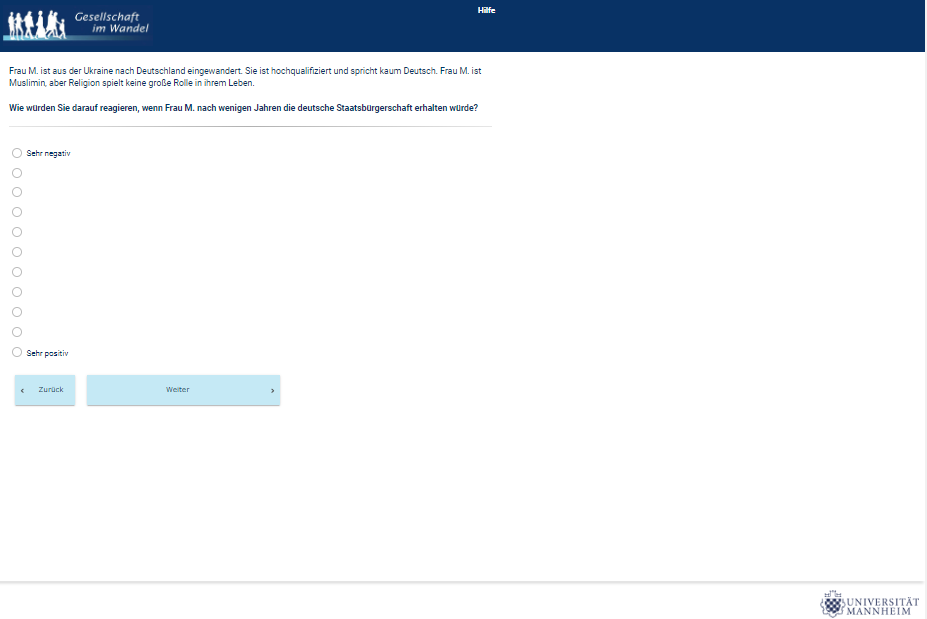 Gesellschaft
im Wandel
Hilfe
Frau M. ist aus der Ukraine nach Deutschland eingewandert. Sie ist hochqualifiziert und spricht kaum Deutsch. Frau M. ist
Muslimin, aber Religion spielt keine große Rolle in ihrem Leben.
Wie würden Sie darauf reagieren, wenn Frau M. nach wenigen Jahren die deutsche Staatsbürgerschaft erhalten würde?
Sehr negativ
Sehr positiv
‹ Zurück
Weiter ›
UNIVERSITÄT
MANNHEIM